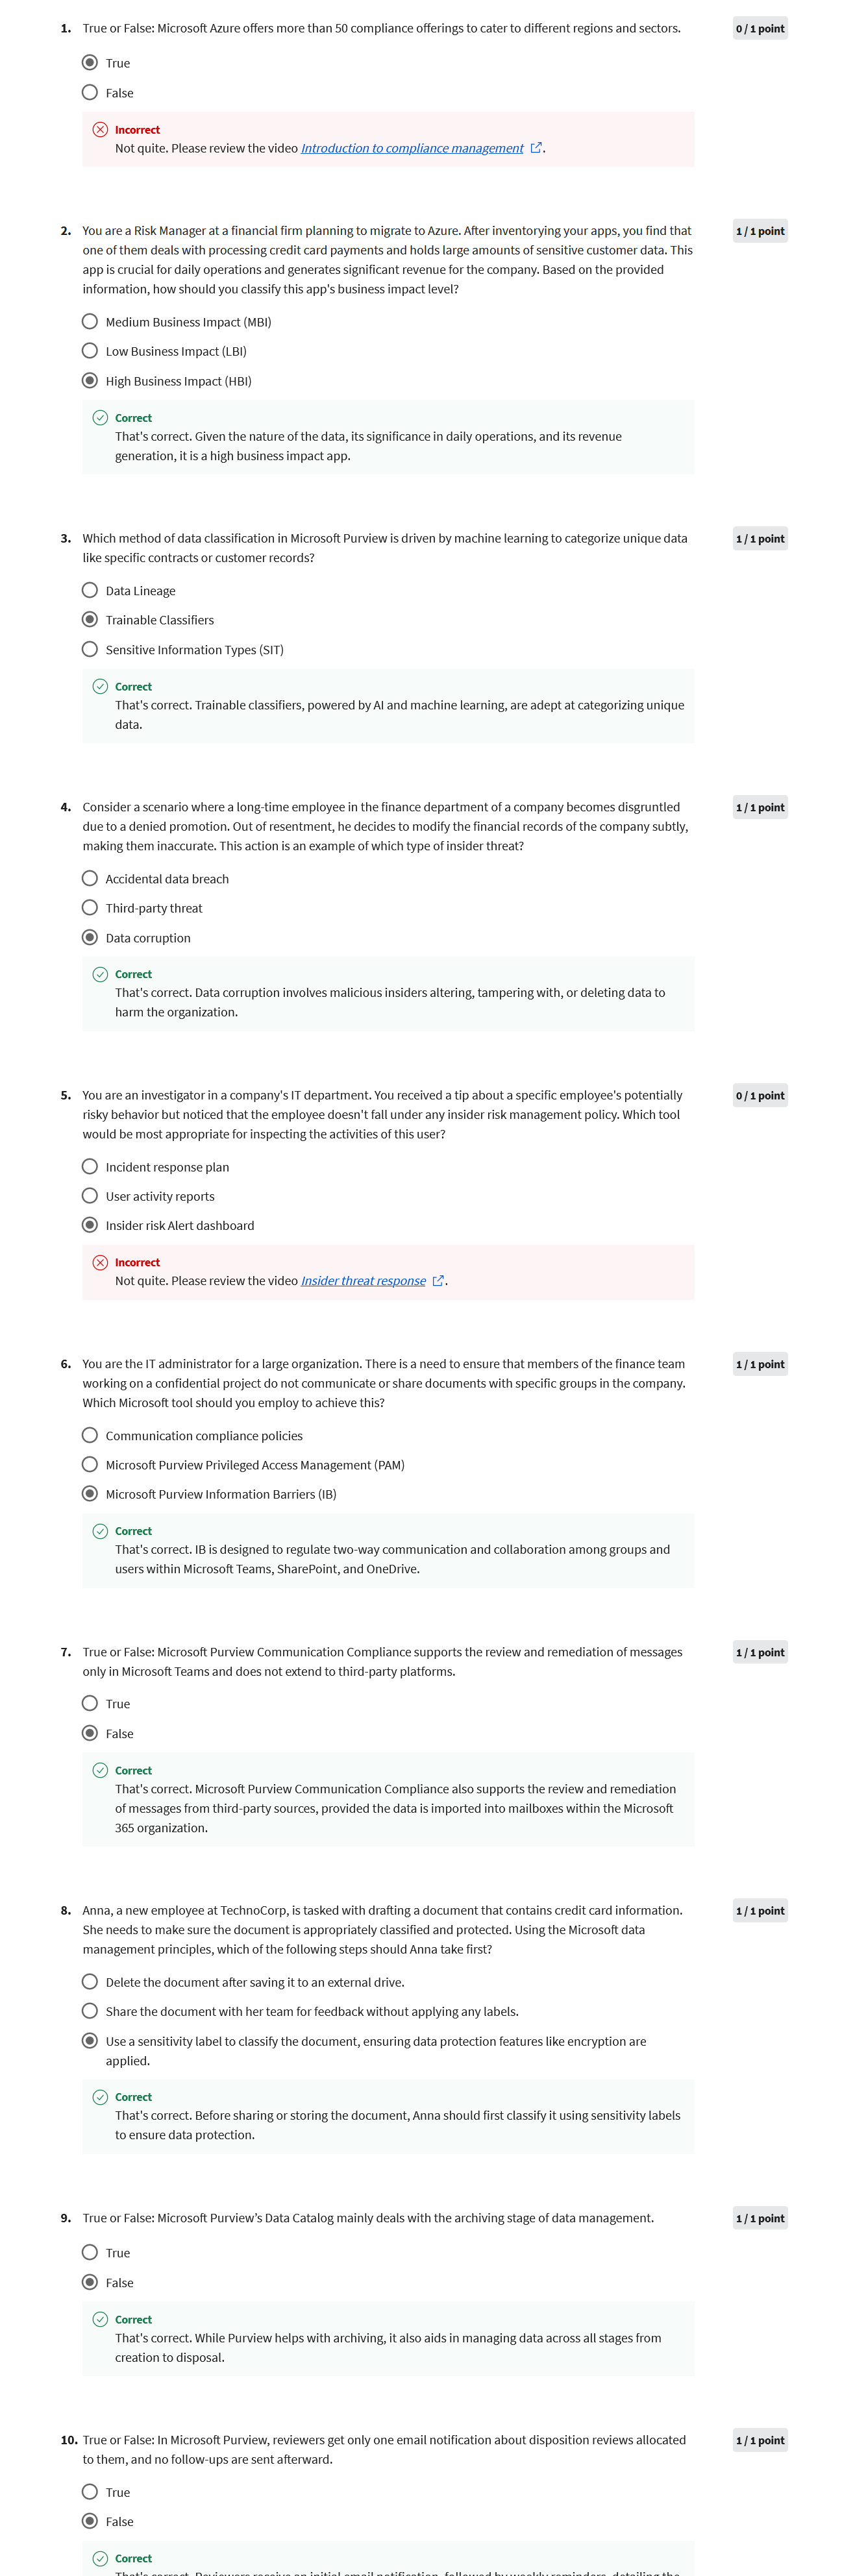 1. True or False: Microsoft Azure offers more than 50 compliance offerings to cater to different regions and sectors.
0 / 1 point
True
False
Incorrect
Not quite. Please review the video Introduction to compliance management.
2. You are a Risk Manager at a financial firm planning to migrate to Azure. After inventorying your apps, you find that
one of them deals with processing credit card payments and holds large amounts of sensitive customer data. This
app is crucial for daily operations and generates significant revenue for the company. Based on the provided
information, how should you classify this app's business impact level?
1 / 1 point
Medium Business Impact (MBI)
Low Business Impact (LBI)
High Business Impact (HBI)
Correct
That's correct. Given the nature of the data, its significance in daily operations, and its revenue
generation, it is a high business impact app.
3. Which method of data classification in Microsoft Purview is driven by machine learning to categorize unique data
like specific contracts or customer records?
1 / 1 point
Data Lineage
Trainable Classifiers
Sensitive Information Types (SIT)
Correct
That's correct. Trainable classifiers, powered by AI and machine learning, are adept at categorizing unique
data.
4. Consider a scenario where a long-time employee in the finance department of a company becomes disgruntled
due to a denied promotion. Out of resentment, he decides to modify the financial records of the company subtly,
making them inaccurate. This action is an example of which type of insider threat?
1 / 1 point
Accidental data breach
Third-party threat
Data corruption
Correct
That's correct. Data corruption involves malicious insiders altering, tampering with, or deleting data to
harm the organization.
5. You are an investigator in a company's IT department. You received a tip about a specific employee's potentially
risky behavior but noticed that the employee doesn't fall under any insider risk management policy. Which tool
would be most appropriate for inspecting the activities of this user?
0 / 1 point
Incident response plan
User activity reports
Insider risk Alert dashboard
Incorrect
Not quite. Please review the video Insider threat response.
6. You are the IT administrator for a large organization. There is a need to ensure that members of the finance team
working on a confidential project do not communicate or share documents with specific groups in the company.
Which Microsoft tool should you employ to achieve this?
1 / 1 point
Communication compliance policies
Microsoft Purview Privileged Access Management (PAM)
Microsoft Purview Information Barriers (IB)
Correct
That's correct. IB is designed to regulate two-way communication and collaboration among groups and
users within Microsoft Teams, SharePoint, and OneDrive.
7. True or False: Microsoft Purview Communication Compliance supports the review and remediation of messages
only in Microsoft Teams and does not extend to third-party platforms.
1 / 1 point
True
False
Correct
That's correct. Microsoft Purview Communication Compliance also supports the review and remediation
of messages from third-party sources, provided the data is imported into mailboxes within the Microsoft
365 organization.
8. Anna, a new employee at TechnoCorp, is tasked with drafting a document that contains credit card information.
She needs to make sure the document is appropriately classified and protected. Using the Microsoft data
management principles, which of the following steps should Anna take first?
1 / 1 point
Delete the document after saving it to an external drive.
Share the document with her team for feedback without applying any labels.
Use a sensitivity label to classify the document, ensuring data protection features like encryption are
applied.
Correct
That's correct. Before sharing or storing the document, Anna should first classify it using sensitivity labels
to ensure data protection.
9. True or False: Microsoft Purview’s Data Catalog mainly deals with the archiving stage of data management.
1 / 1 point
True
False
Correct
That's correct. While Purview helps with archiving, it also aids in managing data across all stages from
creation to disposal.
10. True or False: In Microsoft Purview, reviewers get only one email notification about disposition reviews allocated
to them, and no follow-ups are sent afterward.
1 / 1 point
True
False
Correct
That's correct. Reviewers receive an initial email notification, followed by weekly reminders, detailing the